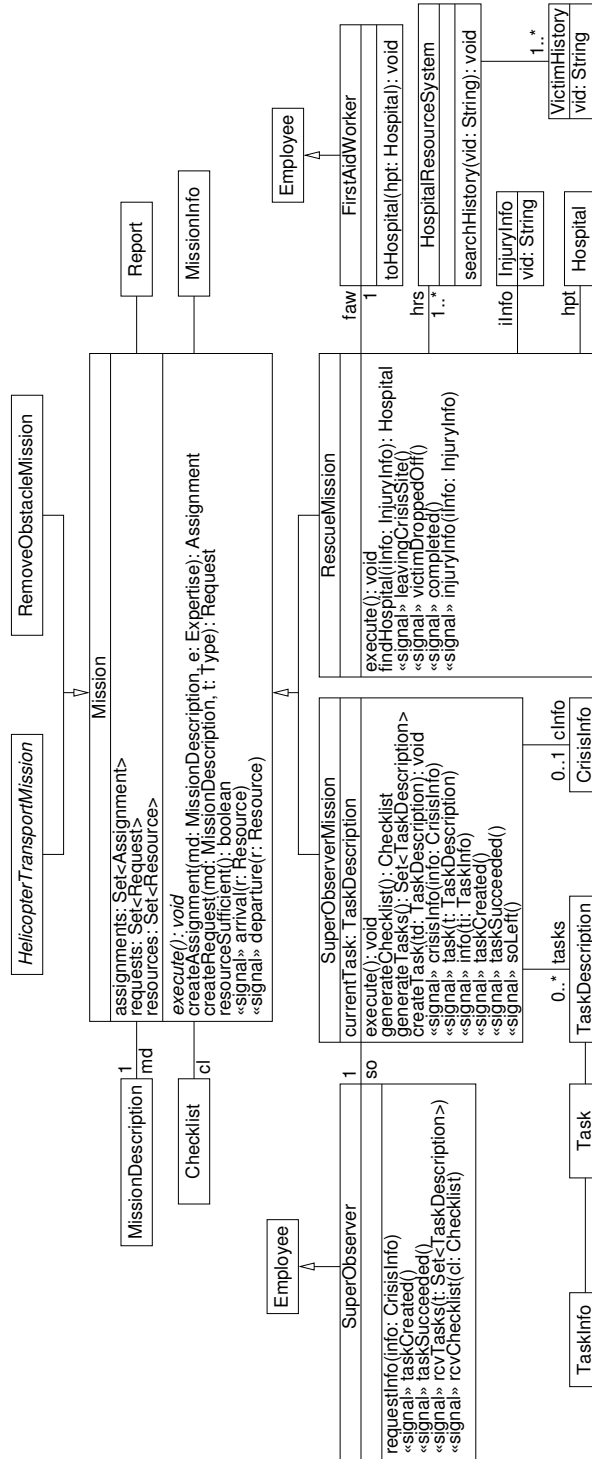 HelicopterTransportMission
RemoveObstacleMission
MissionDescription
1
md
Checklist
cl
Mission
assignments: Set<Assignment>
requests: Set<Request>
resources: Set<Resource>
execute(): void
createAssignment(md: MissionDescription, e: Expertise): Assignment
createRequest(md: MissionDescription, t: Type): Request
resourceSufficient(): boolean
«signal» arrival(r: Resource)
«signal» departure(r: Resource)
Report
MissionInfo
Employee
SuperObserver
requestInfo(info: CrisisInfo)
«signal» taskCreated()
«signal» taskSucceeded()
«signal» rcvTasks(t: Set<TaskDescription>)
«signal» rcvChecklist(cl: Checklist)
1
so
SuperObserverMission
currentTask: TaskDescription
execute(): void
generateChecklist(): Checklist
generateTasks(): Set<TaskDescription>
createTask(td: TaskDescription): void
«signal» crisisInfo(info: CrisisInfo)
«signal» task(t: TaskDescription)
«signal» info(ti: TaskInfo)
«signal» taskCreated()
«signal» taskSucceeded()
«signal» soLeft()
RescueMission
execute(): void
findHospital(iInfo: InjuryInfo): Hospital
«signal» leavingCrisisSite()
«signal» victimDroppedOff()
«signal» completed()
«signal» injuryInfo(iInfo: InjuryInfo)
Employee
faw
1
FirstAidWorker
toHospital(hpt: Hospital): void
hrs
1..*
HospitalResourceSystem
searchHistory(vid: String): void
iInfo
InjuryInfo
vid: String
hpt
Hospital
1..*
VictimHistory
vid: String
TaskInfo
Task
0..* tasks
TaskDescription
0..1 cInfo
CrisisInfo